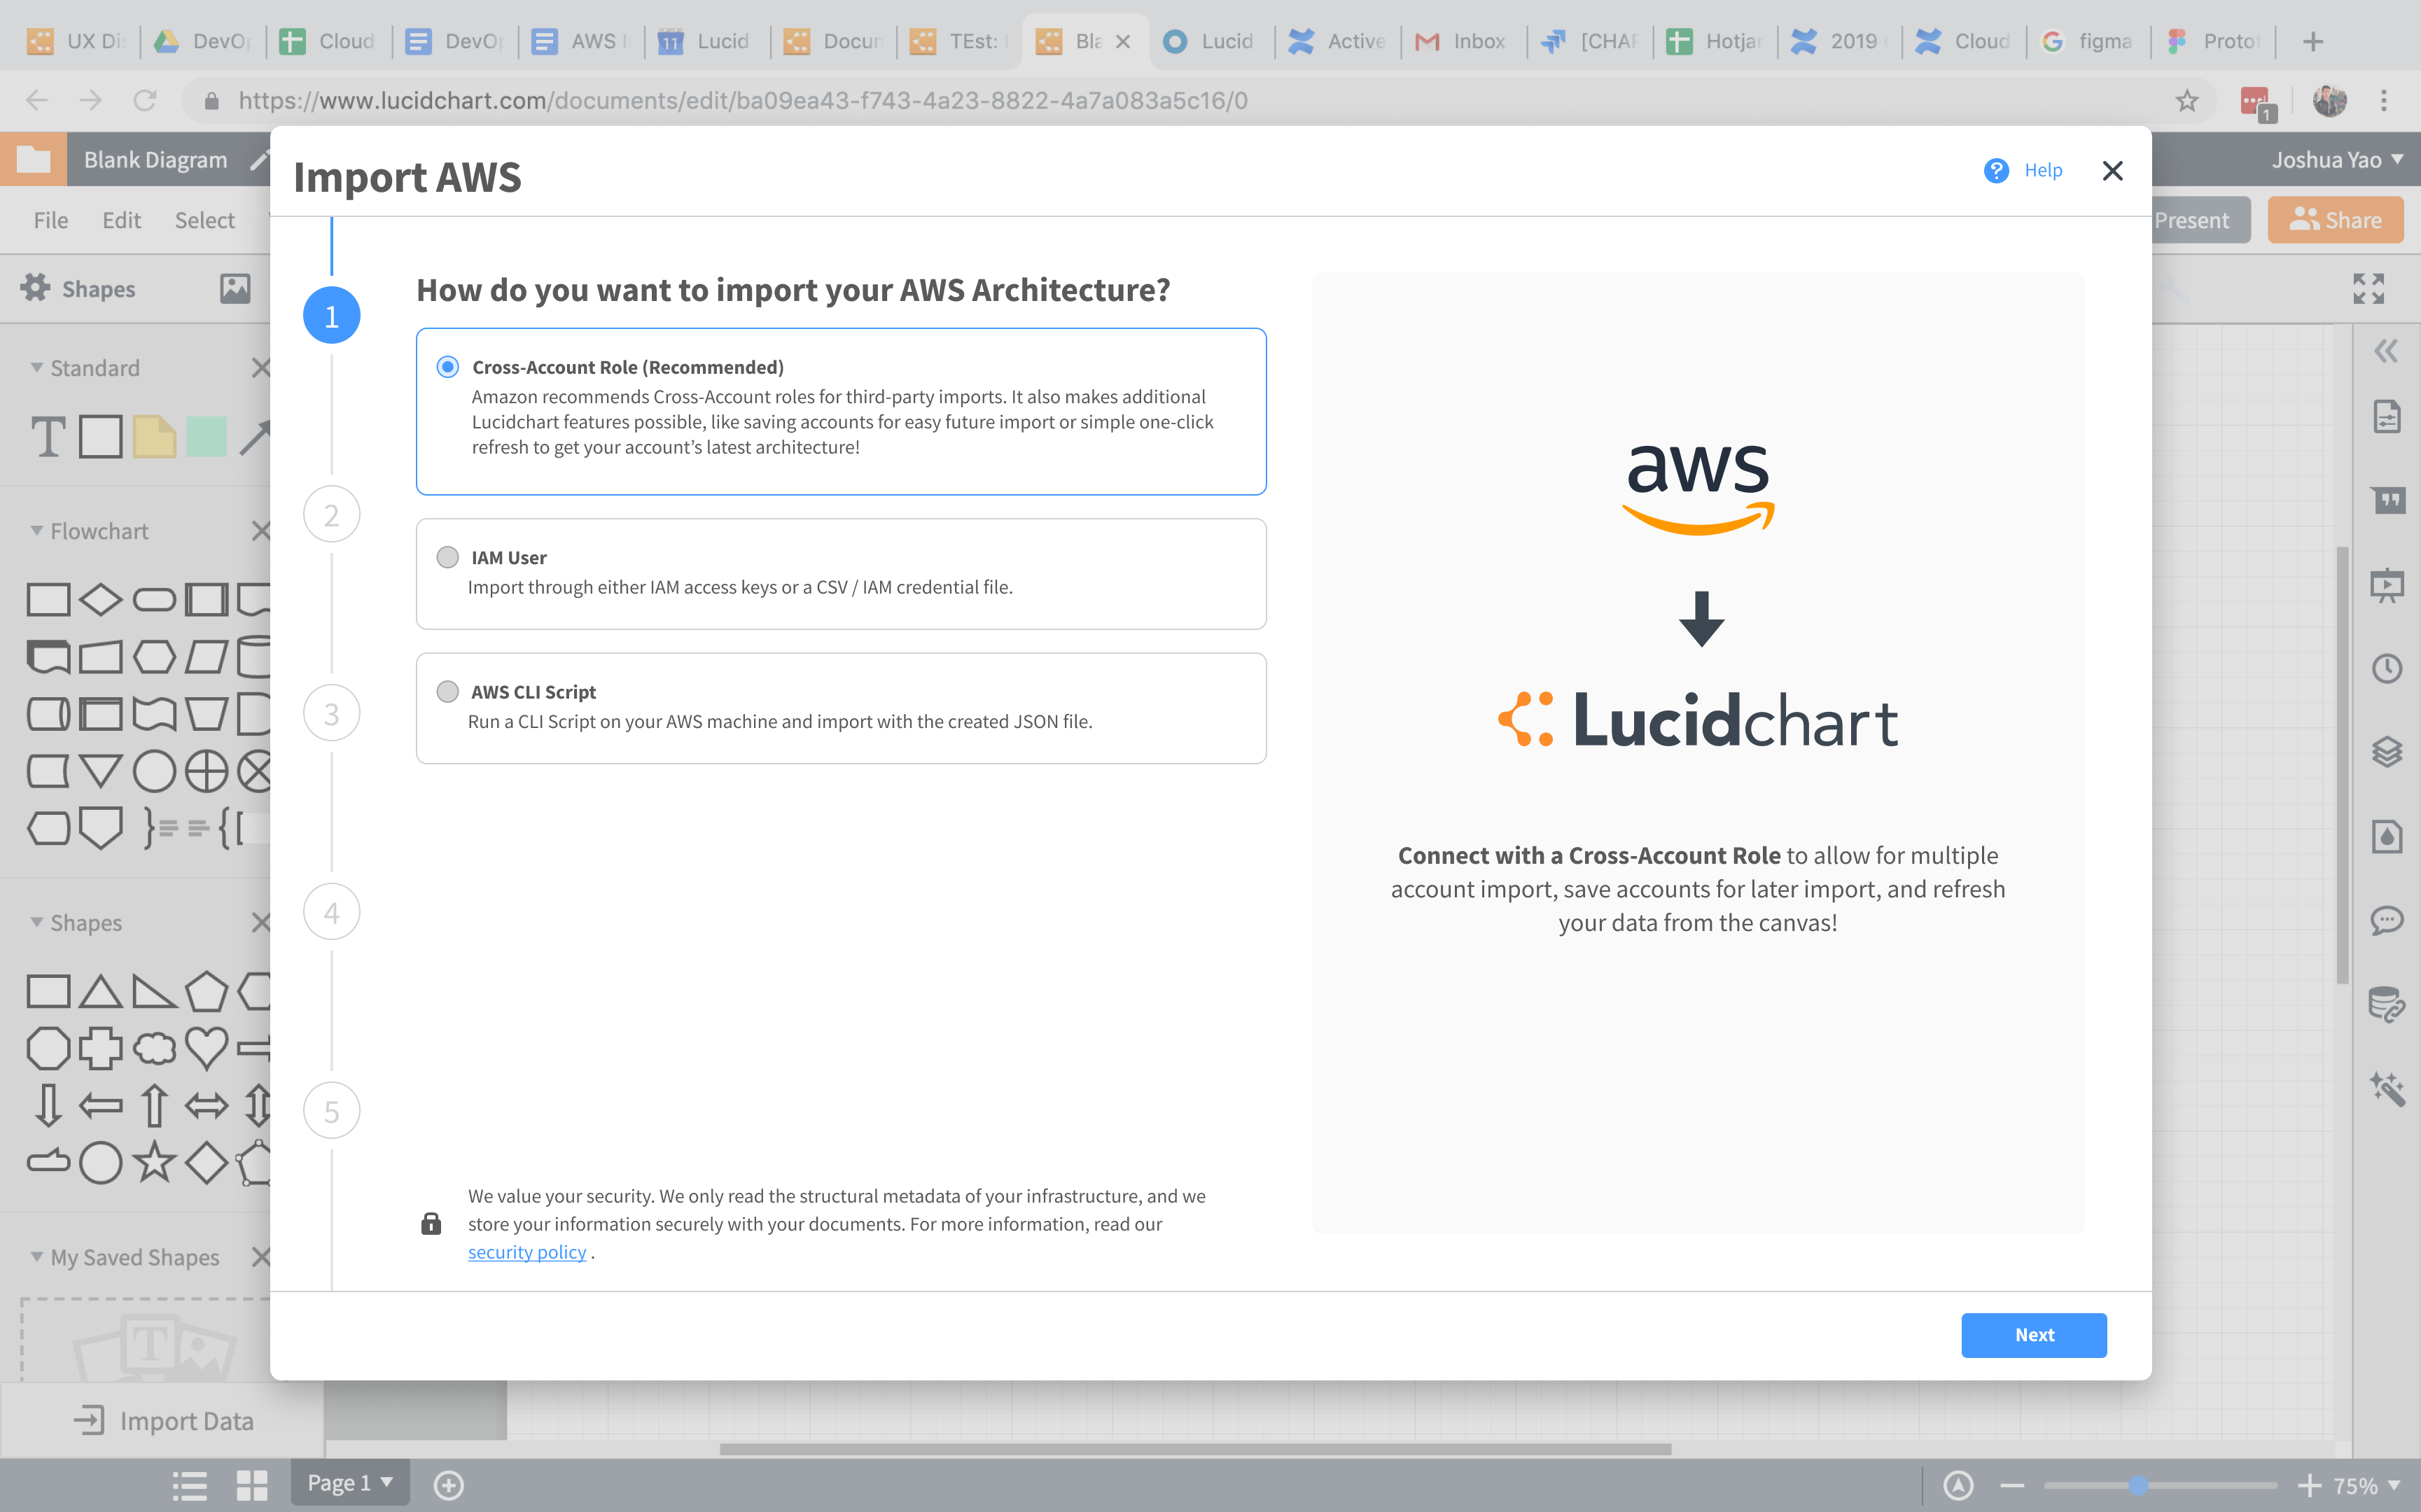 UX Di
DevO
Cloud
DevO
AWS I
11
Lucid
Docun
TEst:
Bla
Lucid
Active
Inbox
[CHAR
Hotjar
2019
Cloud
figma
Protot
https://www.lucidchart.com/documents/edit/ba09ea43-f743-4a23-8822-4a7a083a5c16/0
1
Blank Diagram
Joshua Yao
File Edit Select
Present
Share
Shapes
Standard
T
Flowchart
Shapes
My Saved Shapes
T
Import Data
Import AWS
? Help
1
2
3
4
5
How do you want to import your AWS Architecture?
Cross-Account Role (Recommended)
Amazon recommends Cross-Account roles for third-party imports. It also makes additional
Lucidchart features possible, like saving accounts for easy future import or simple one-click
refresh to get your account’s latest architecture!
IAM User
Import through either IAM access keys or a CSV / IAM credential file.
AWS CLI Script
Run a CLI Script on your AWS machine and import with the created JSON file.
We value your security. We only read the structural metadata of your infrastructure, and we
store your information securely with your documents. For more information, read our
security policy .
aws
Lucidchart
Connect with a Cross-Account Role to allow for multiple
account import, save accounts for later import, and refresh
your data from the canvas!
Next
Page 1
75%